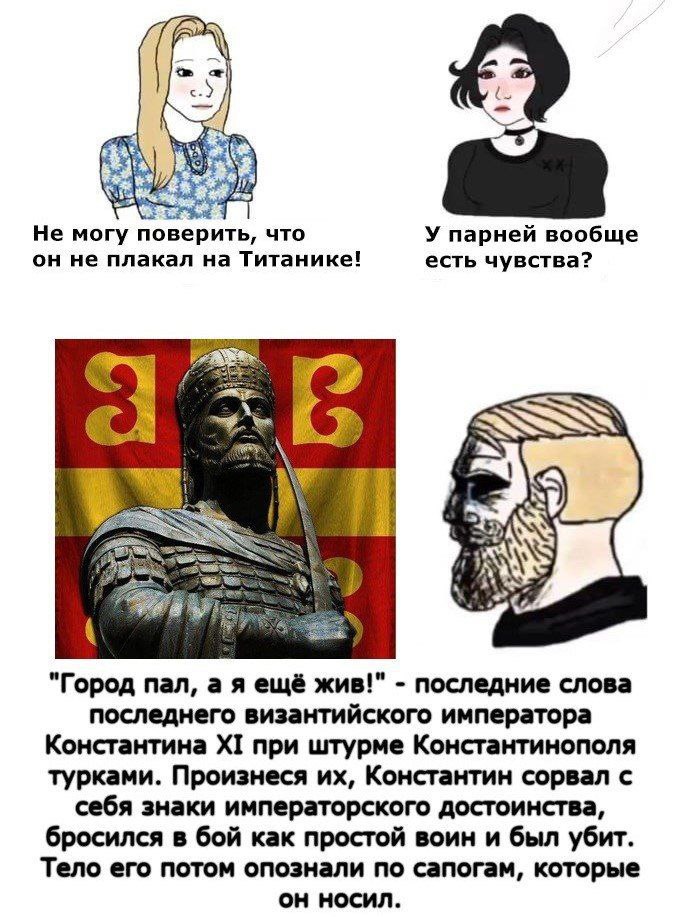 Не могу поверить, что
он не плакал на Титанике!
У парней вообще
есть чувства?
"Город пал, а я ещё жив!" - последние слова
последнего византийского императора
Константина XI при штурме Константинополя
турками. Произнеся их, Константин сорвал с
себя знаки императорского достоинства,
бросился в бой как простой воин и был убит.
Тело его потом опознали по сапогам, которые
он носил.